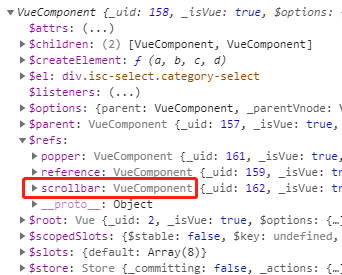 VueComponent {_uid: 158, _isVue: true, $options:
$attrs: (...)
$children: (2) [VueComponent, VueComponent]
$createElement: ƒ (a, b, c, d)
$el: div.isc-select.category-select
$listeners: (...)
$options: {parent: VueComponent, _parentVnode:
$parent: VueComponent {_uid: 157, _isVue: true,
$refs:
popper: VueComponent {_uid: 161, _isVue: true,
reference: VueComponent {_uid: 159, _isVue: tru
scrollbar: VueComponent {_uid: 162, _isVue: tru
__proto__: Object
$root: Vue {_uid: 2, _isVue: true, $options: {…}
$scopedSlots: {$stable: false, $key: undefined,
$slots: {default: Array(8)}
$store: Store {_committing: false, _actions: {…}